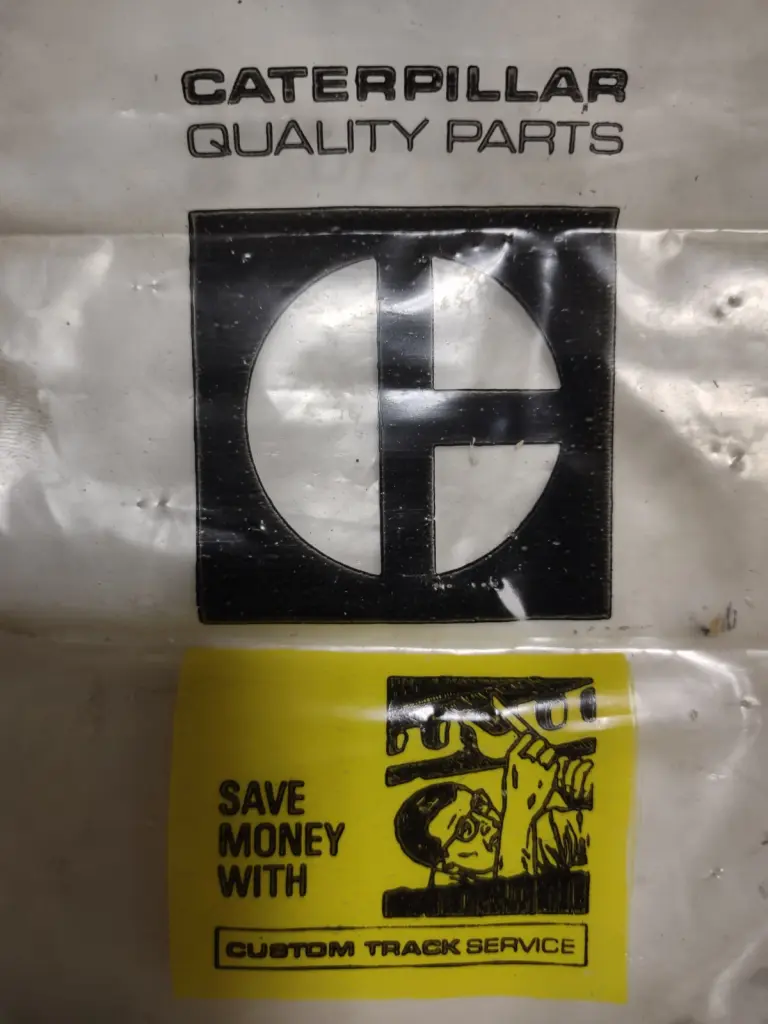 CATERPILLAR
QUALITY PARTS
SAVE
MONEY
WITH
CUSTOM TRACK SERVICE